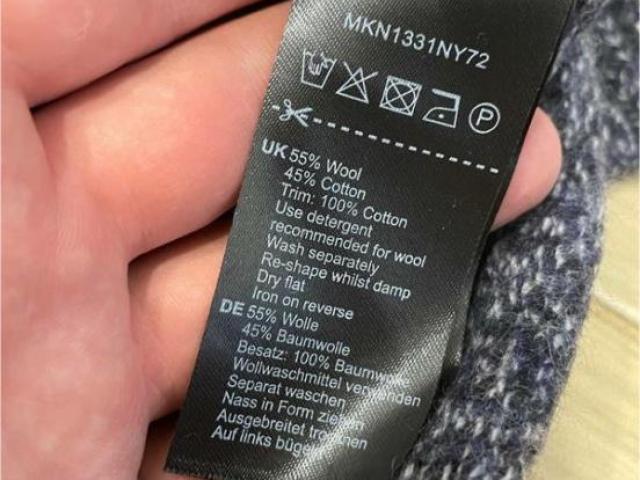 MKN1331NY72
P
UK 55% Wool
45% Cotton
Trim: 100% Cotton
Use detergent
recommended for wool
Wash separately
Re-shape whilst damp
Dry flat
Iron on reverse
DE 55% Wolle
45% Baumwolle
Besatz: 100% Baumwolle
Wollwaschmittel verwenden
Separat waschen
Nass in Form ziehen
Ausgebreitet trocknen
Auf links bügeln